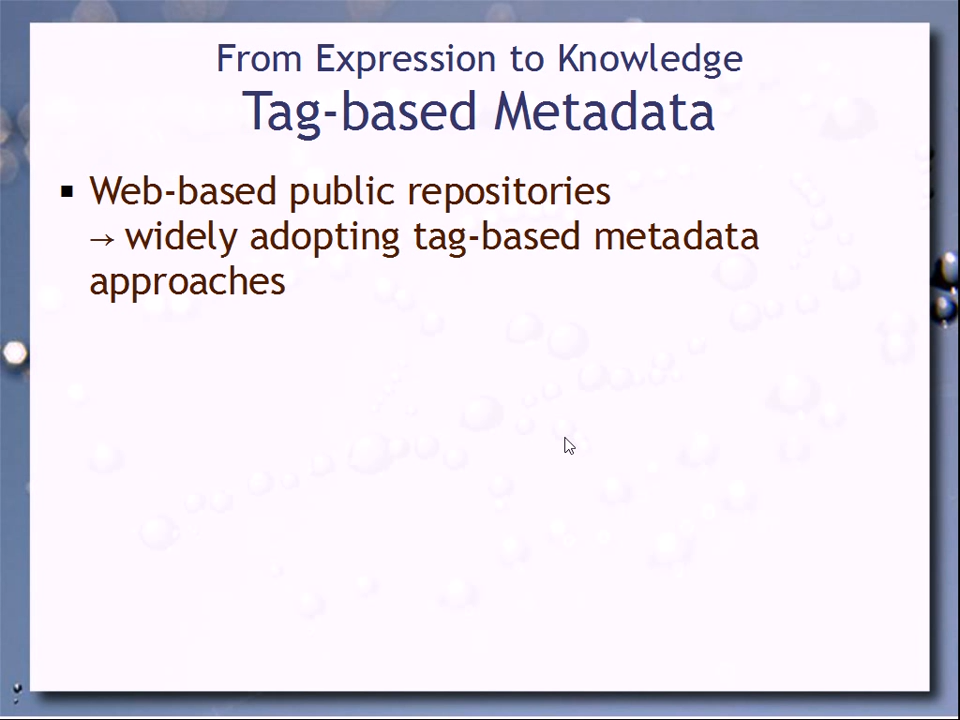 From Expression to Knowledge
Tag-based Metadata
▪ Web-based public repositories
→ widely adopting tag-based metadata
approaches